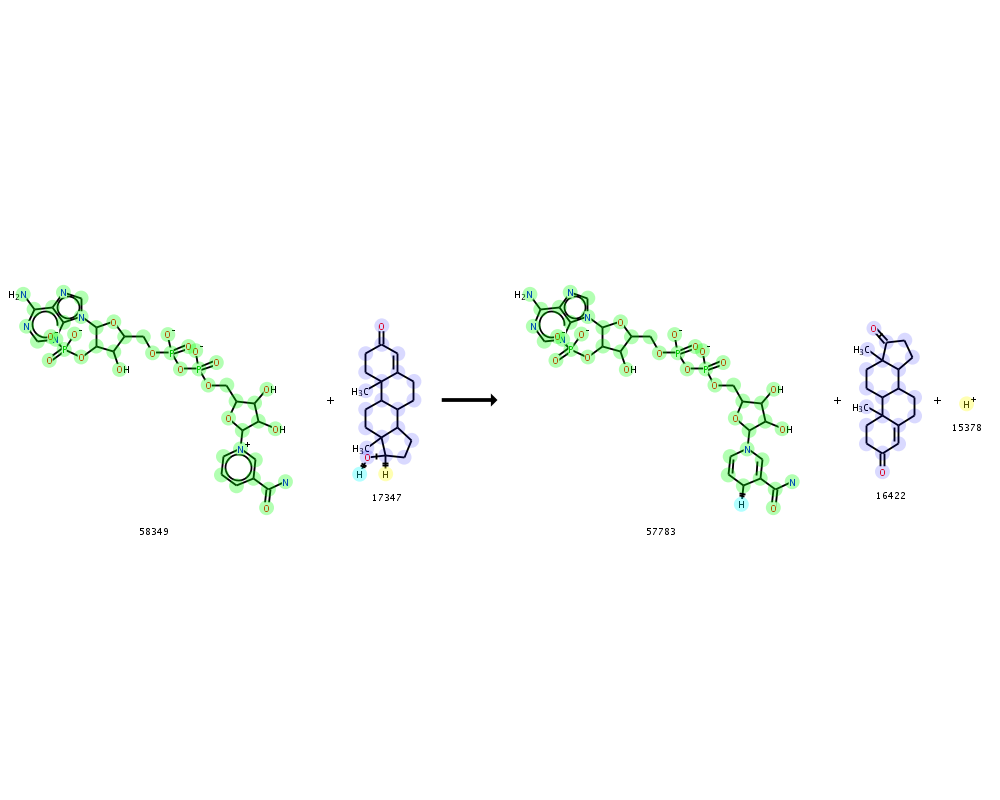 H2N N N N N O O- O- P O O OH O O- P O O O- P O O O OH OH N+ O N
58349
+
O H3C H3C O H H
17347
H2N N N N N O O- O- P O O OH O O- P O O O- P O O O OH OH N O N H
57783
+
O H3C H3C O
16422
+
H+
15378